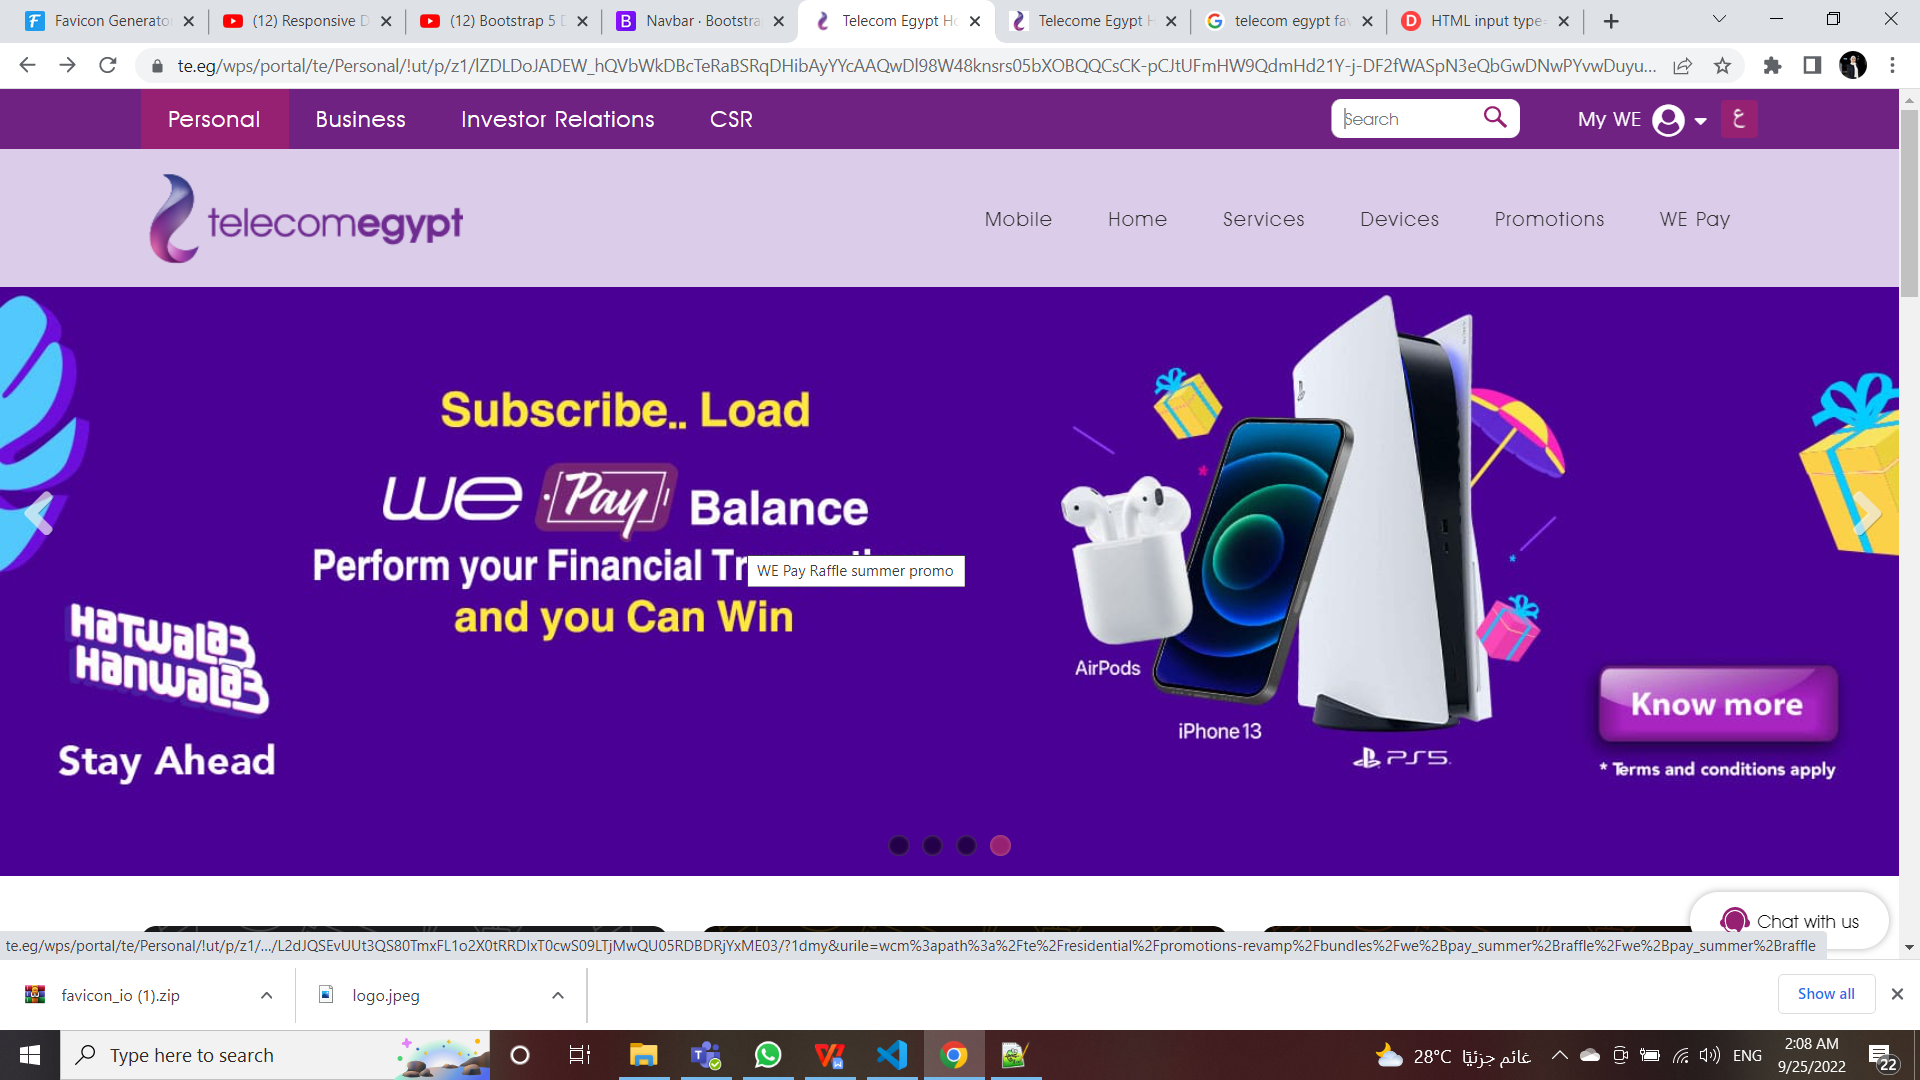 Favicon Generator
(12) Responsive D
(12) Bootstrap 5 D
Navbar · Bootstra
Telecom Egypt Ho
Telecome Egypt H
telecom egypt fav
HTML input type=
te.eg/wps/portal/te/Personal/!ut/p/z1/lZDLDoJADEW_hQVbWkDBcTeRaBSRqDHibAyYYcAAQwDl98W48knsrs05bXOBQQCsCK-pCJtUFmHW9QdmHd21Y-j-DF2fWASpN3eQbGwDNwPYvwDuyu...
Personal
Business
Investor Relations
CSR
Search
My WE
ع
telecomegypt
Mobile
Home
Services
Devices
Promotions
WE Pay
Subscribe.. Load
we Pay Balance
Perform your Financial Tr
WE Pay Raffle summer promo
and you Can Win
HaTWALa3
HaNWALa3
Stay Ahead
AirPods
iPhone13
PS5.
Know more
* Terms and conditions apply
Chat with us
te.eg/wps/portal/te/Personal/!ut/p/z1/.../L2dJQSEvUUt3QS80TmxFL1o2X0tRRDIxT0cwS09LTjMwQU05RDBDRjYxME03/?1dmy&urile=wcm%3apath%3a%2Fte%2Fresidential%2Fpromotions-revamp%2Fbundles%2Fwe%2Bpay_summer%2Braffle%2Fwe%2Bpay_summer%2Braffle
favicon_io (1).zip
logo.jpeg
Show all
Type here to search
28°C غائم جزئيًا
ENG
2:08 AM
9/25/2022
22